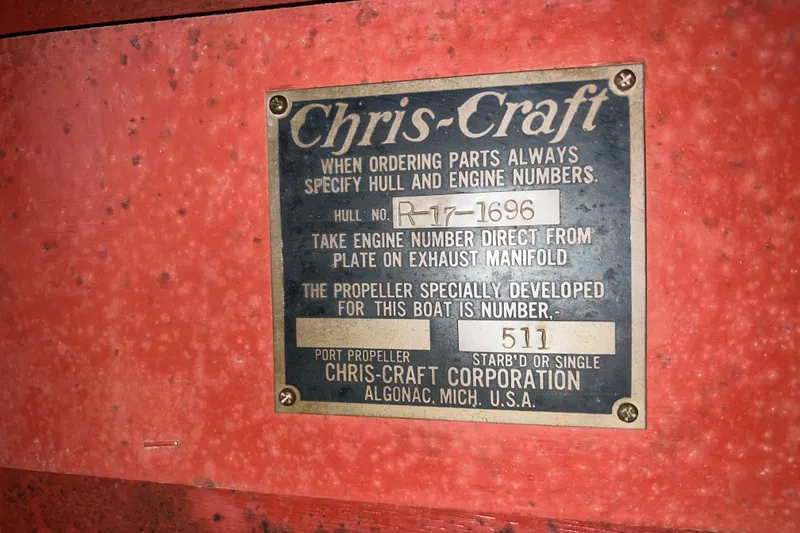 Chris-Craft
WHEN ORDERING PARTS ALWAYS
SPECIFY HULL AND ENGINE NUMBERS.
HULL NO. R-17-1696
TAKE ENGINE NUMBER DIRECT FROM
PLATE ON EXHAUST MANIFOLD
THE PROPELLER SPECIALLY DEVELOPED
FOR THIS BOAT IS NUMBER,-
511
PORT PROPELLER STARB'D OR SINGLE
CHRIS-CRAFT CORPORATION
ALGONAC, MICH. U.S.A.